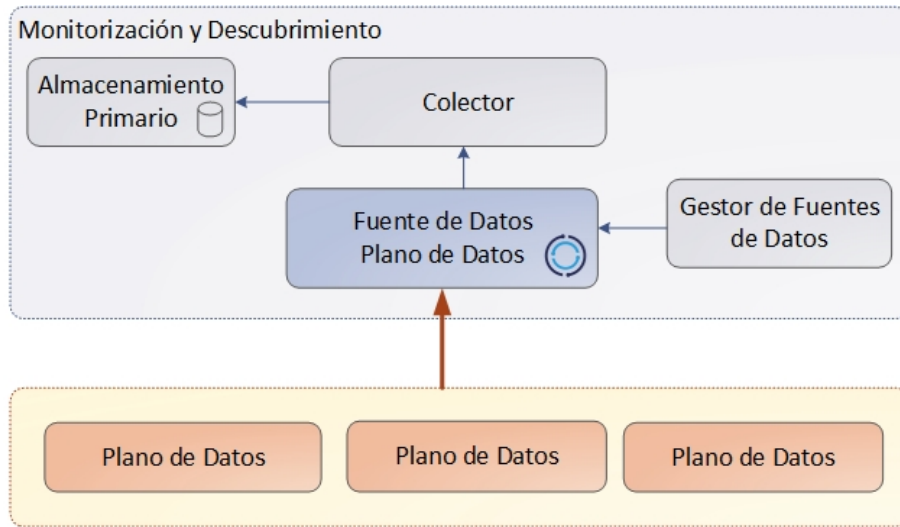 Monitorización y Descubrimiento
Almacenamiento
Primario
Colector
Fuente de Datos
Plano de Datos
Gestor de Fuentes
de Datos
Plano de Datos
Plano de Datos
Plano de Datos